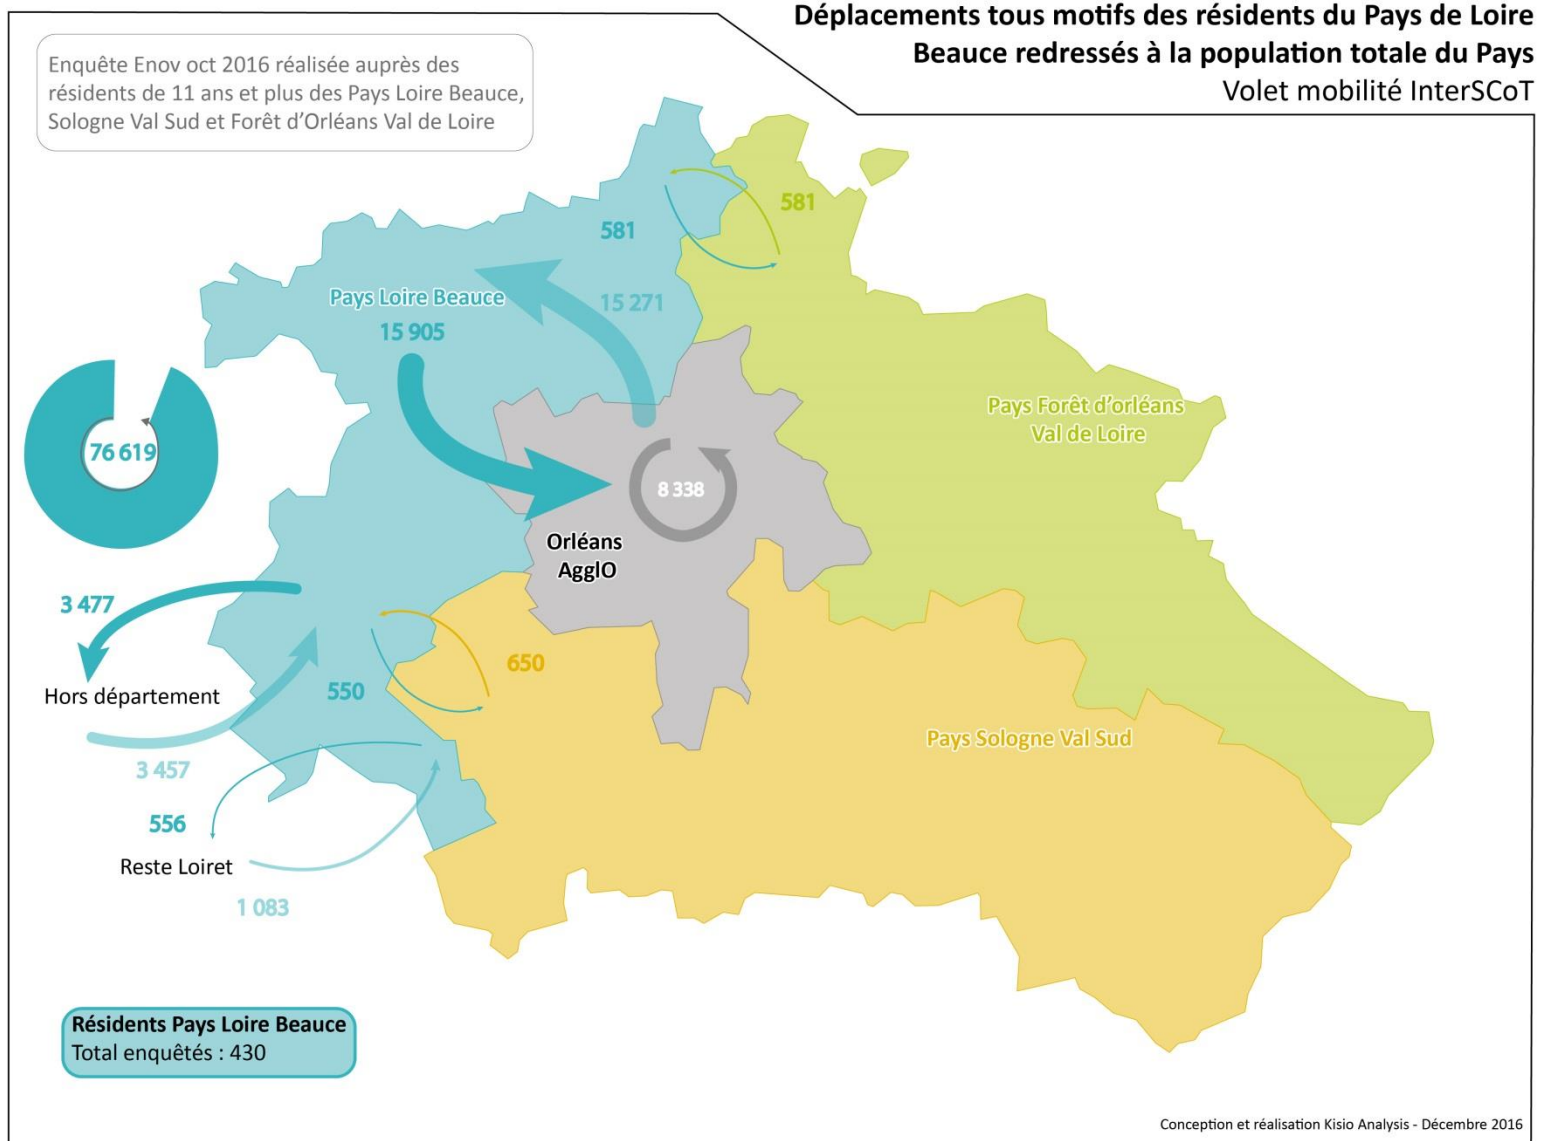 Déplacements tous motifs des résidents du Pays de Loire
Beauce redressés à la population totale du Pays
Volet mobilité InterSCoT
Enquête Enov oct 2016 réalisée auprès des
résidents de 11 ans et plus des Pays Loire Beauce,
Sologne Val Sud et Forêt d'Orléans Val de Loire
581
581
Pays Loire Beauce
15 271
15 905
Pays Forêt d'orléans
Val de Loire
76 619
8 338
Orléans
AgglO
3 477
650
550
Hors département
Pays Sologne Val Sud
3 457
556
Reste Loiret
1 083
Résidents Pays Loire Beauce
Total enquêtés : 430
Conception et réalisation Kisio Analysis - Décembre 2016